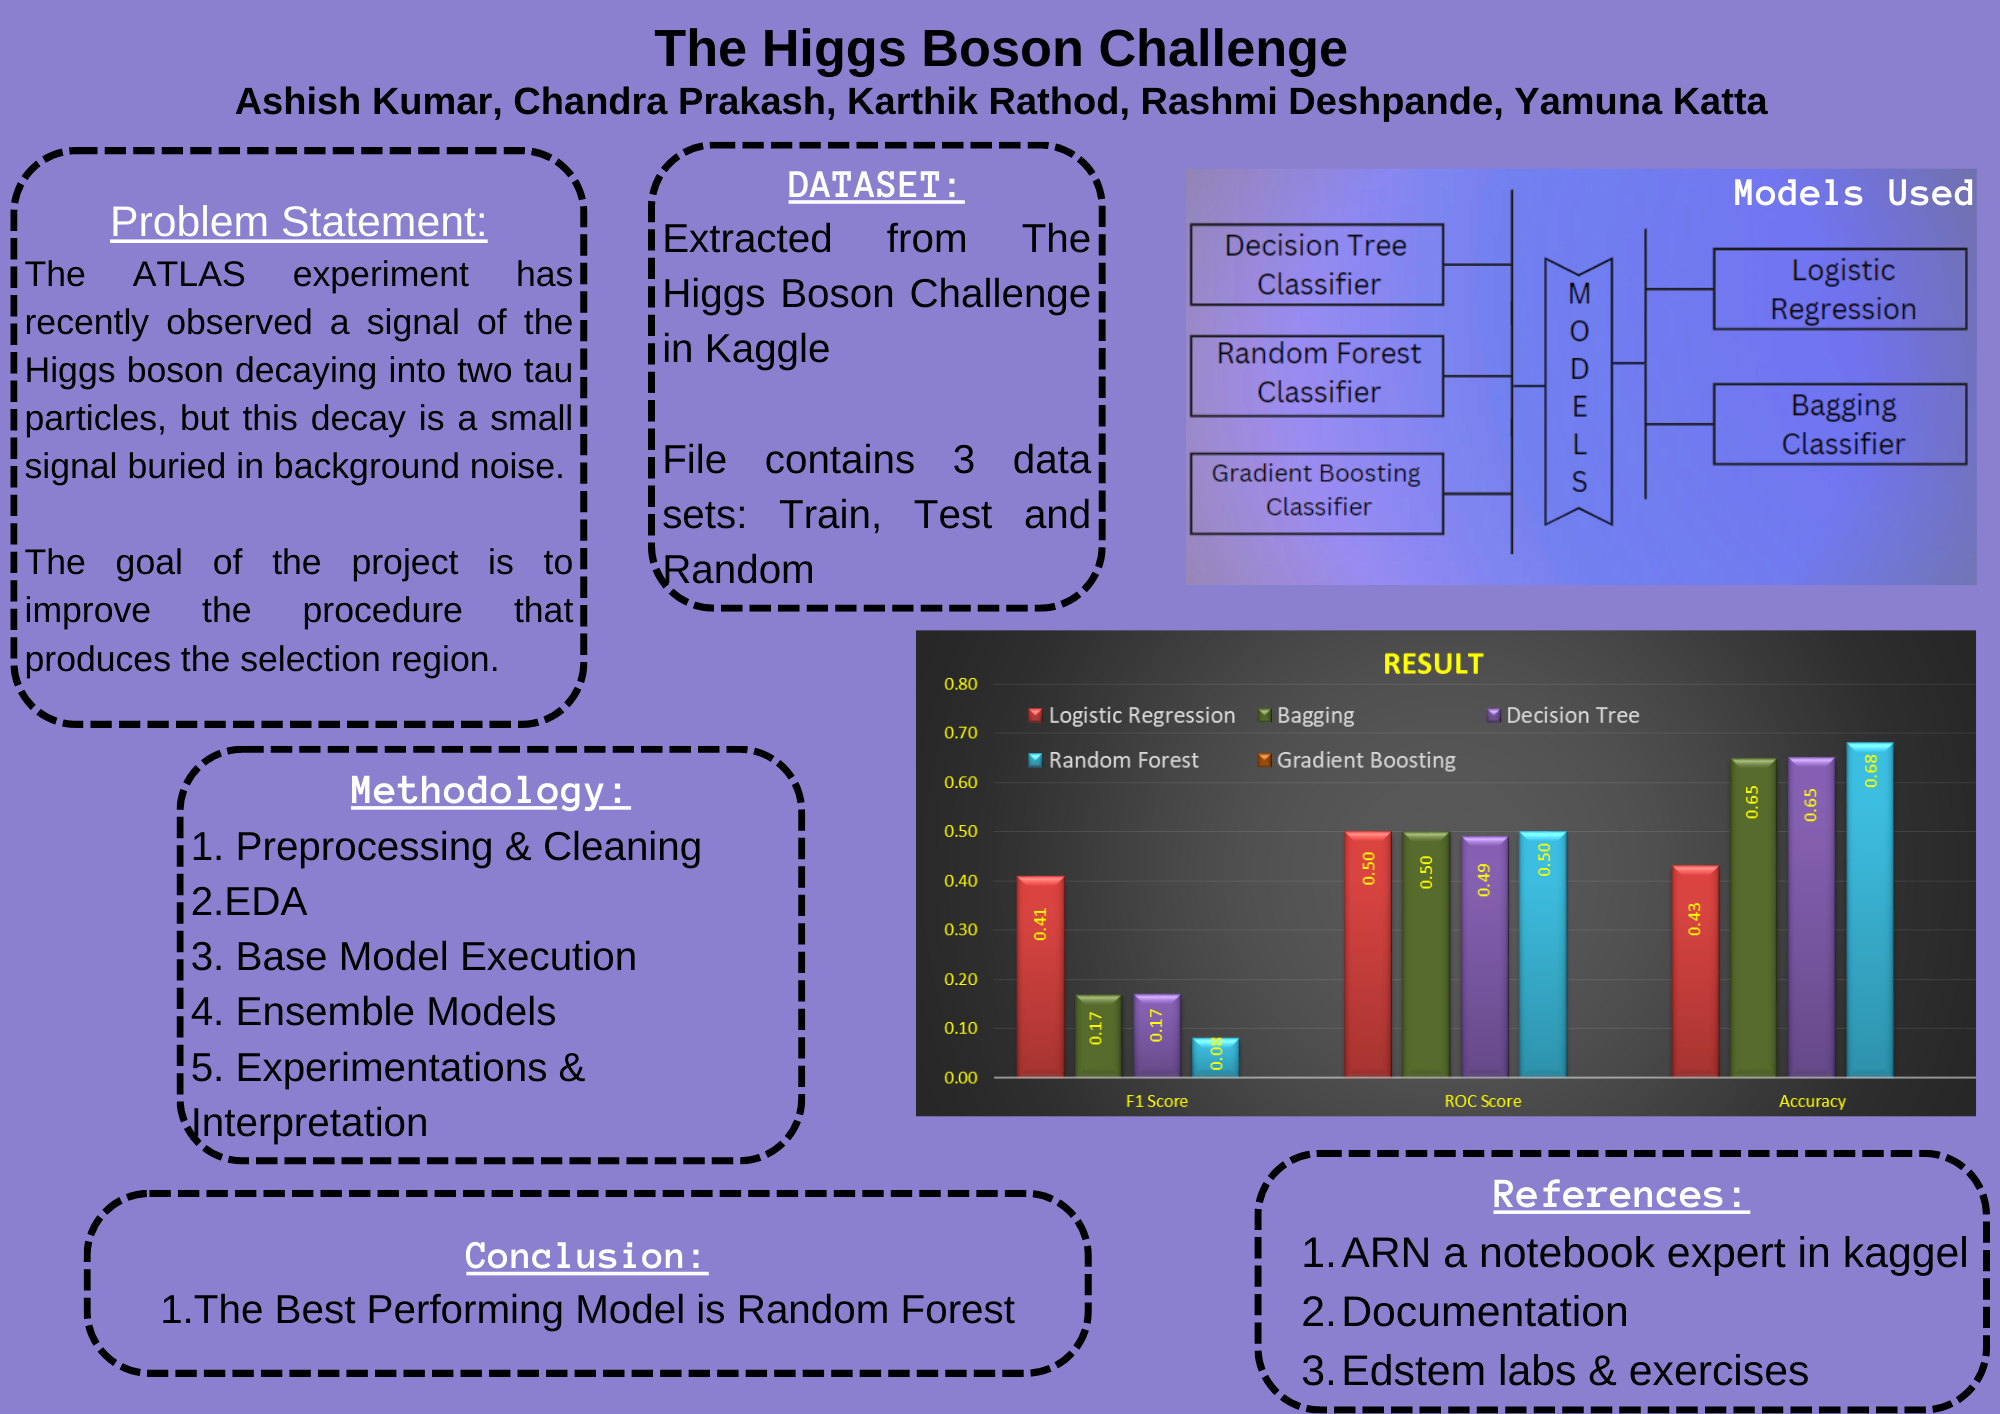 The Higgs Boson Challenge
Ashish Kumar, Chandra Prakash, Karthik Rathod, Rashmi Deshpande, Yamuna Katta
Problem Statement:
The ATLAS experiment has
recently observed a signal of the
Higgs boson decaying into two tau
particles, but this decay is a small
signal buried in background noise.
The goal of the project is to
improve the procedure that
produces the selection region.
DATASET:
Extracted from The
Higgs Boson Challenge
in Kaggle
File contains 3 data
sets: Train, Test and
Random
Models Used
Decision Tree
Classifier
Random Forest
Classifier
Gradient Boosting
Classifier
MODELS
Logistic
Regression
Bagging
Classifier
Methodology:
1. Preprocessing & Cleaning
2.EDA
3. Base Model Execution
4. Ensemble Models
5. Experimentations &
Interpretation
RESULT
Logistic Regression Bagging Decision Tree
Random Forest Gradient Boosting
0.80
0.70
0.60
0.50
0.40
0.30
0.20
0.10
0.00
0.41 0.17 0.17 0.08
0.50 0.50 0.49 0.50
0.43 0.65 0.65 0.68
F1 Score ROC Score Accuracy
Conclusion:
1.The Best Performing Model is Random Forest
References:
1. ARN a notebook expert in kaggel
2. Documentation
3. Edstem labs & exercises